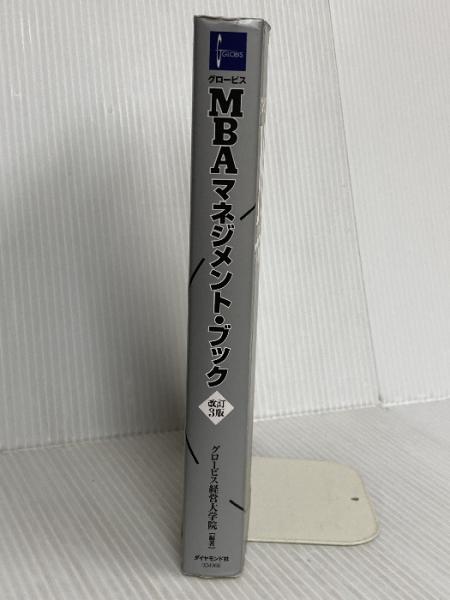 GLOBIS
グロービス
MBAマネジメント・ブック
改訂
3版
グロービス経営大学院［編著］
ダイヤモンド社